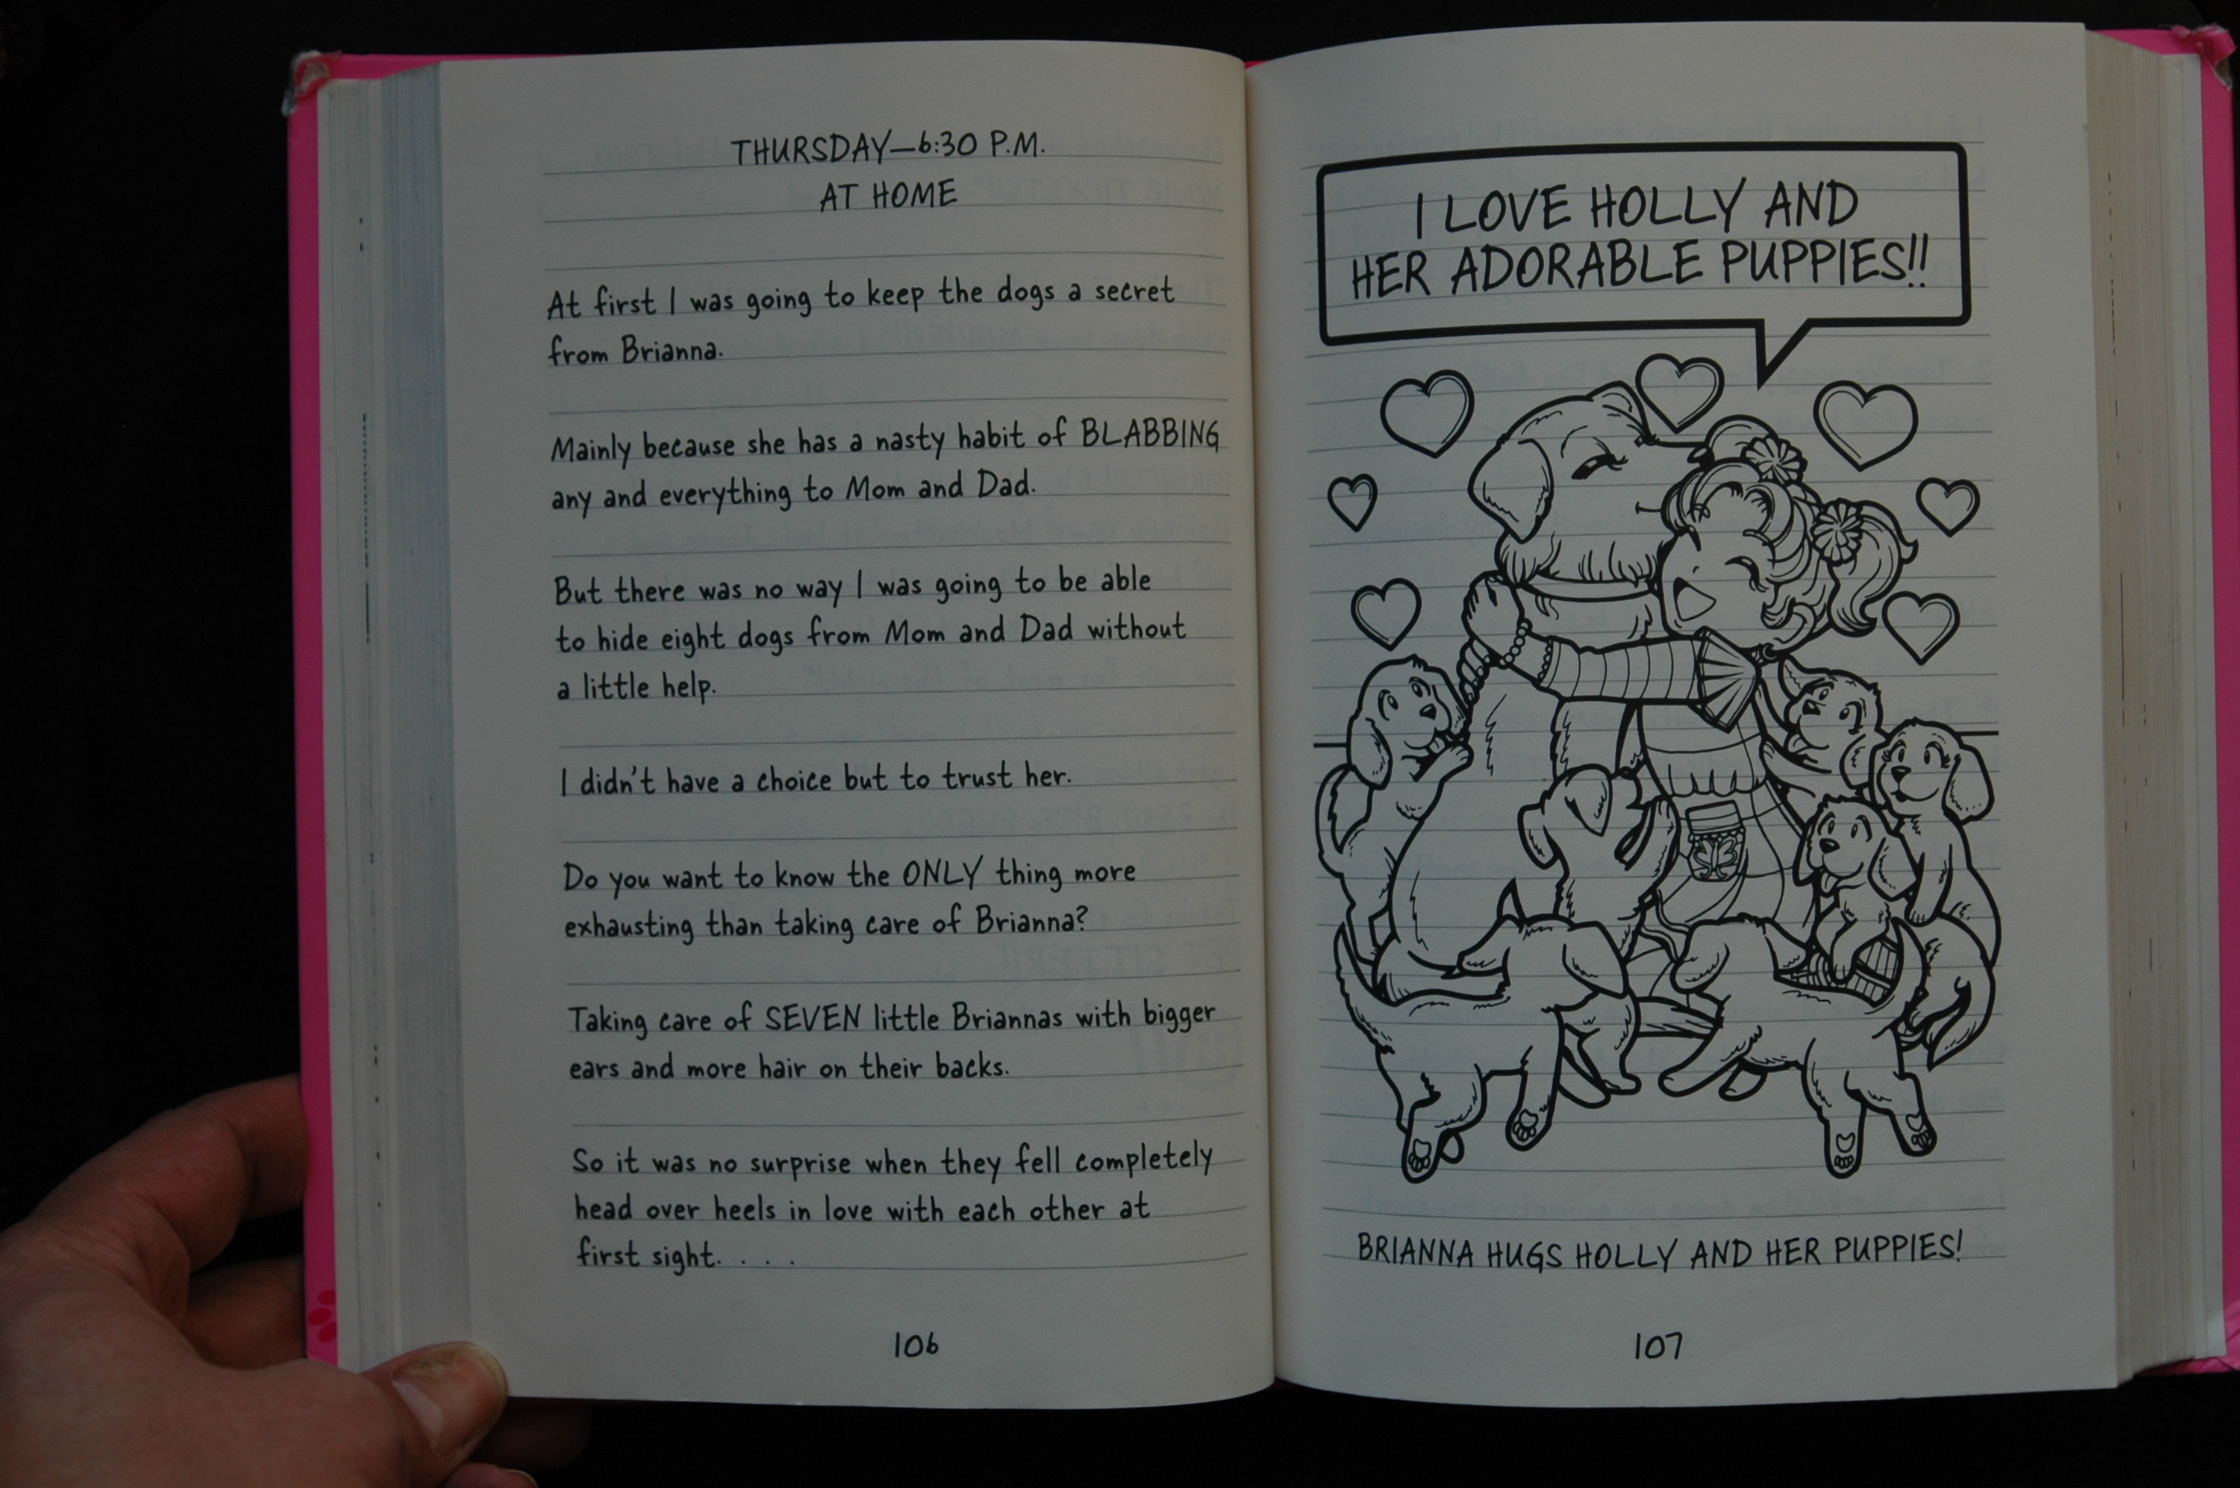 THURSDAY—6:30 P.M.
AT HOME
At first I was going to keep the dogs a secret
from Brianna.
Mainly because she has a nasty habit of BLABBING
any and everything to Mom and Dad.
But there was no way I was going to be able
to hide eight dogs from Mom and Dad without
a little help.
I didn't have a choice but to trust her.
Do you want to know the ONLY thing more
exhausting than taking care of Brianna?
Taking care of SEVEN little Briannas with bigger
ears and more hair on their backs.
So it was no surprise when they fell completely
head over heels in love with each other at
first sight. . . .
106
I LOVE HOLLY AND
HER ADORABLE PUPPIES!!
BRIANNA HUGS HOLLY AND HER PUPPIES!
107